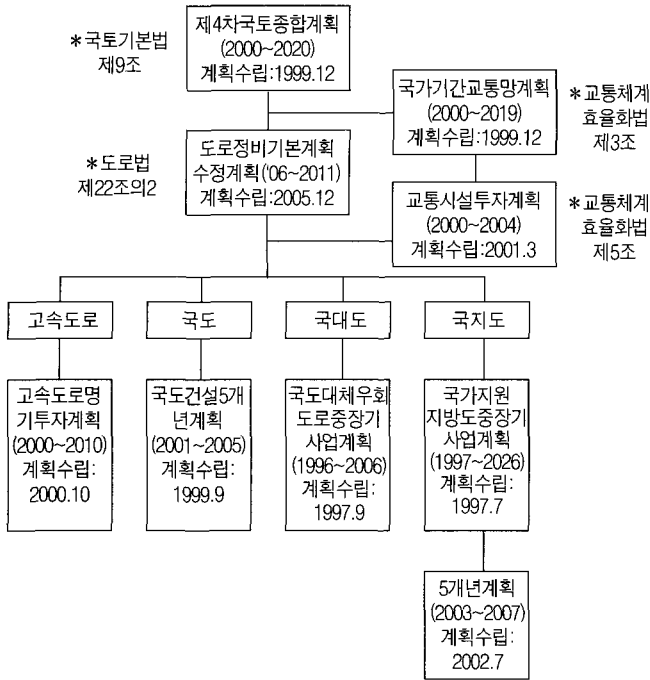 *국토기본법
제9조
제4차국토종합계획
(2000~2020)
계획수립:1999.12
국가기간교통망계획
(2000~2019)
계획수립:1999.12
*교통체계
효율화법
제3조
*도로법
제22조의2
도로정비기본계획
수정계획('06~2011)
계획수립:2005.12
교통시설투자계획
(2000~2004)
계획수립:2001.3
*교통체계
효율화법
제5조
고속도로
국도
국대도
국지도
고속도로명
기투자계획
(2000~2010)
계획수립:
2000.10
국도건설5개
년계획
(2001~2005)
계획수립:
1999.9
국도대체우회
도로중장기
사업계획
(1996~2006)
계획수립:
1997.9
국가지원
지방도중장기
사업계획
(1997~2026)
계획수립:
1997.7
5개년계획
(2003~2007)
계획수립:
2002.7